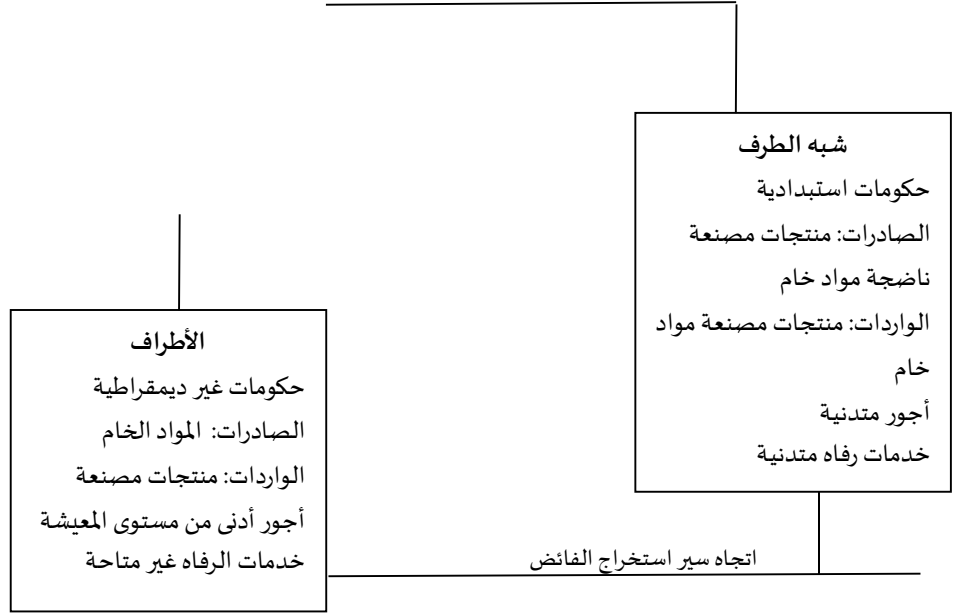 شبه الطرف
حكومات استبدادية
الصادرات: منتجات مصنعة
ناضجة مواد خام
الواردات: منتجات مصنعة مواد
خام
أجور متدنية
خدمات رفاه متدنية
الأطراف
حكومات غير ديمقراطية
الصادرات: المواد الخام
الواردات: منتجات مصنعة
أجور أدنى من مستوى المعيشة
خدمات الرفاه غير متاحة
اتجاه سير استخراج الفائض